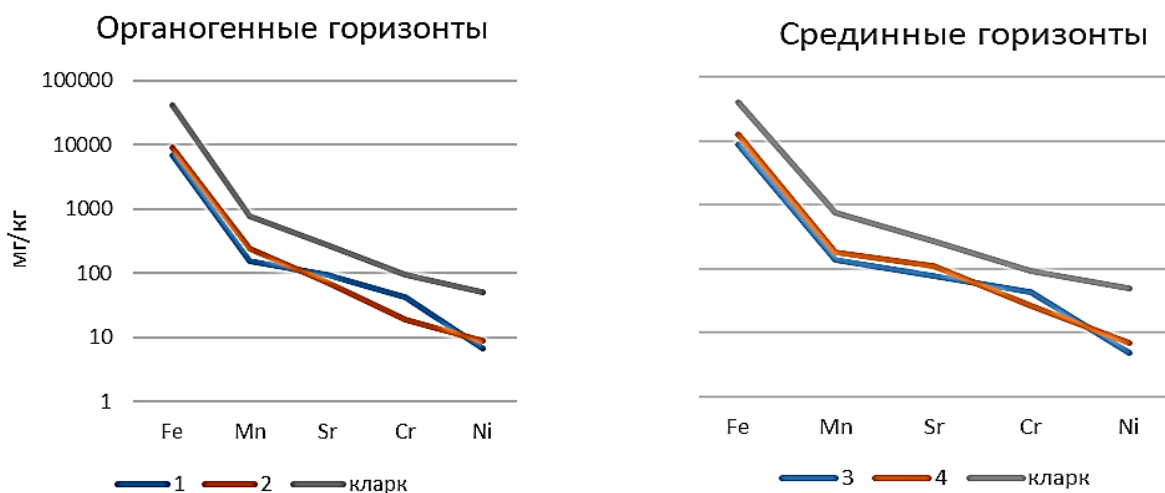 Органогенные горизонты
мг/кг
100000
10000
1000
100
10
1
Fe Mn Sr Cr Ni
1 2 кларк
Срединные горизонты
Fe Mn Sr Cr Ni
3 4 кларк